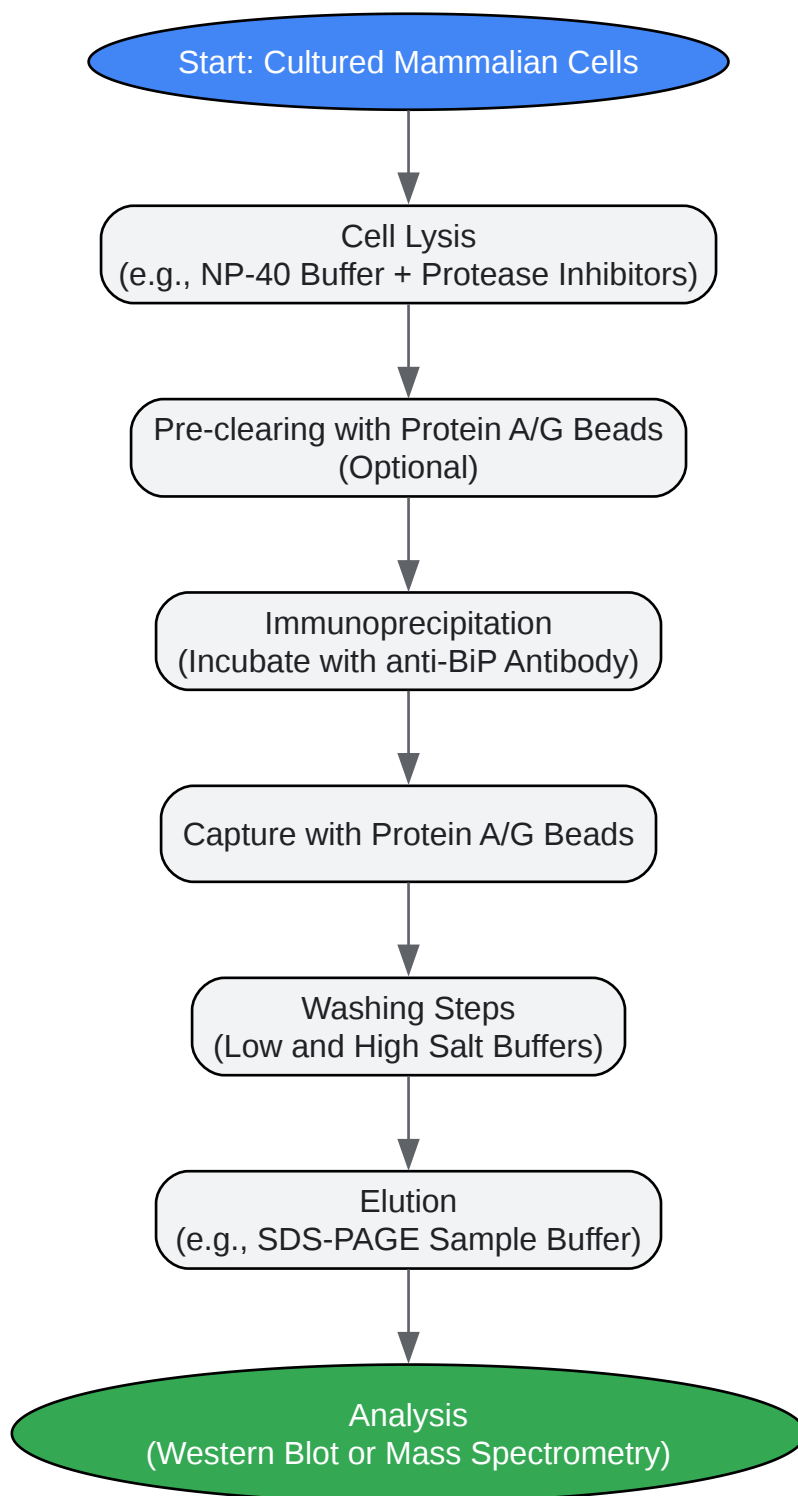 Start: Cultured Mammalian Cells
Cell Lysis
(e.g., NP-40 Buffer + Protease Inhibitors)
Pre-clearing with Protein A/G Beads
(Optional)
Immunoprecipitation
(Incubate with anti-BiP Antibody)
Capture with Protein A/G Beads
Washing Steps
(Low and High Salt Buffers)
Elution
(e.g., SDS-PAGE Sample Buffer)
Analysis
(Western Blot or Mass Spectrometry)